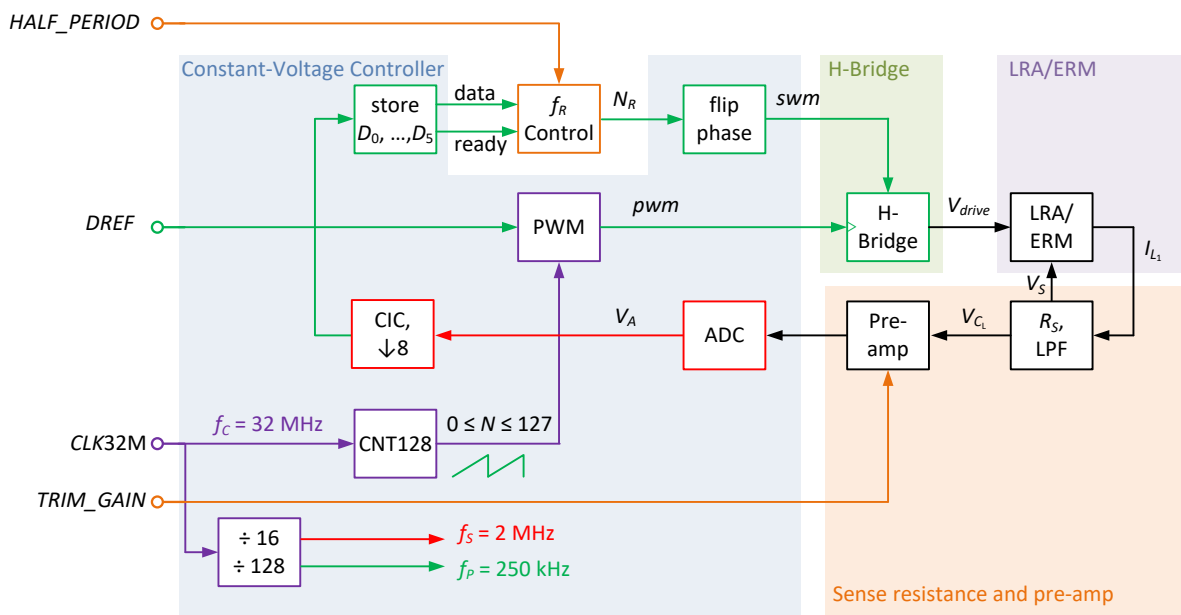 HALF_PERIOD
Constant-Voltage Controller
H-Bridge
LRA/ERM
store
D0, ...,D5
data
ready
fR
Control
NR
flip
phase
swm
DREF
PWM
pwm
H-
Bridge
Vdrive
LRA/
ERM
IL1
VS
CIC,
↓8
VA
ADC
Pre-
amp
VCL
RS,
LPF
CLK32M
fC = 32 MHz
CNT128
0 ≤ N ≤ 127
TRIM_GAIN
÷ 16
÷ 128
fS = 2 MHz
fP = 250 kHz
Sense resistance and pre-amp